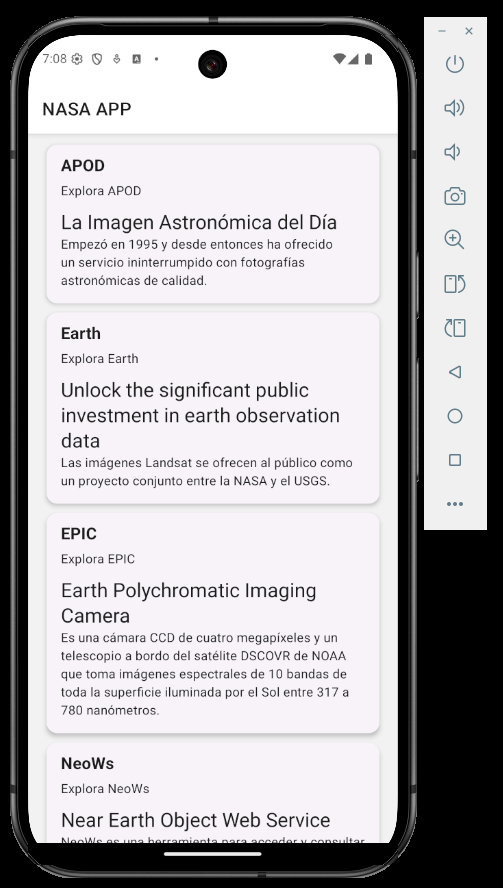 7:08
NASA APP
APOD
Explora APOD
La Imagen Astronómica del Día
Empezó en 1995 y desde entonces ha ofrecido
un servicio ininterrumpido con fotografías
astronómicas de calidad.
Earth
Explora Earth
Unlock the significant public
investment in earth observation
data
Las imágenes Landsat se ofrecen al público como
un proyecto conjunto entre la NASA y el USGS.
EPIC
Explora EPIC
Earth Polychromatic Imaging
Camera
Es una cámara CCD de cuatro megapíxeles y un
telescopio a bordo del satélite DSCOVR de NOAA
que toma imágenes espectrales de 10 bandas de
toda la superficie iluminada por el Sol entre 317 a
780 nanómetros.
NeoWs
Explora NeoWs
Near Earth Object Web Service
NeoWs es una herramienta para acceder y consultar